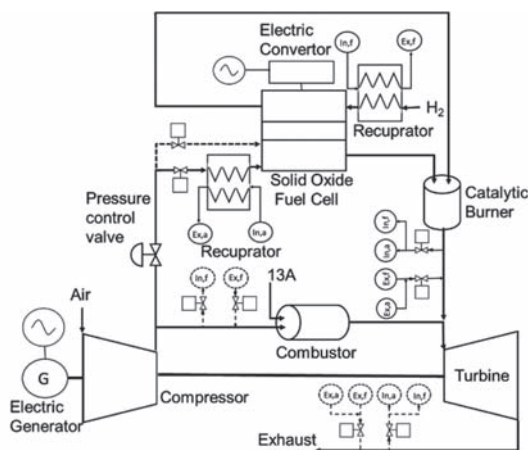 Electric
Convertor
In,f
Ex,f
H2
Recuprator
Solid Oxide
Fuel Cell
Catalytic
Burner
Pressure
control
valve
Ex,a
In,a
Recuprator
In,f
In,a
Ex,f
Ex,a
In,f
Ex,f
13A
Air
Combustor
G
Electric
Generator
Compressor
Turbine
Ex,a
Ex,f
In,a
In,f
Exhaust